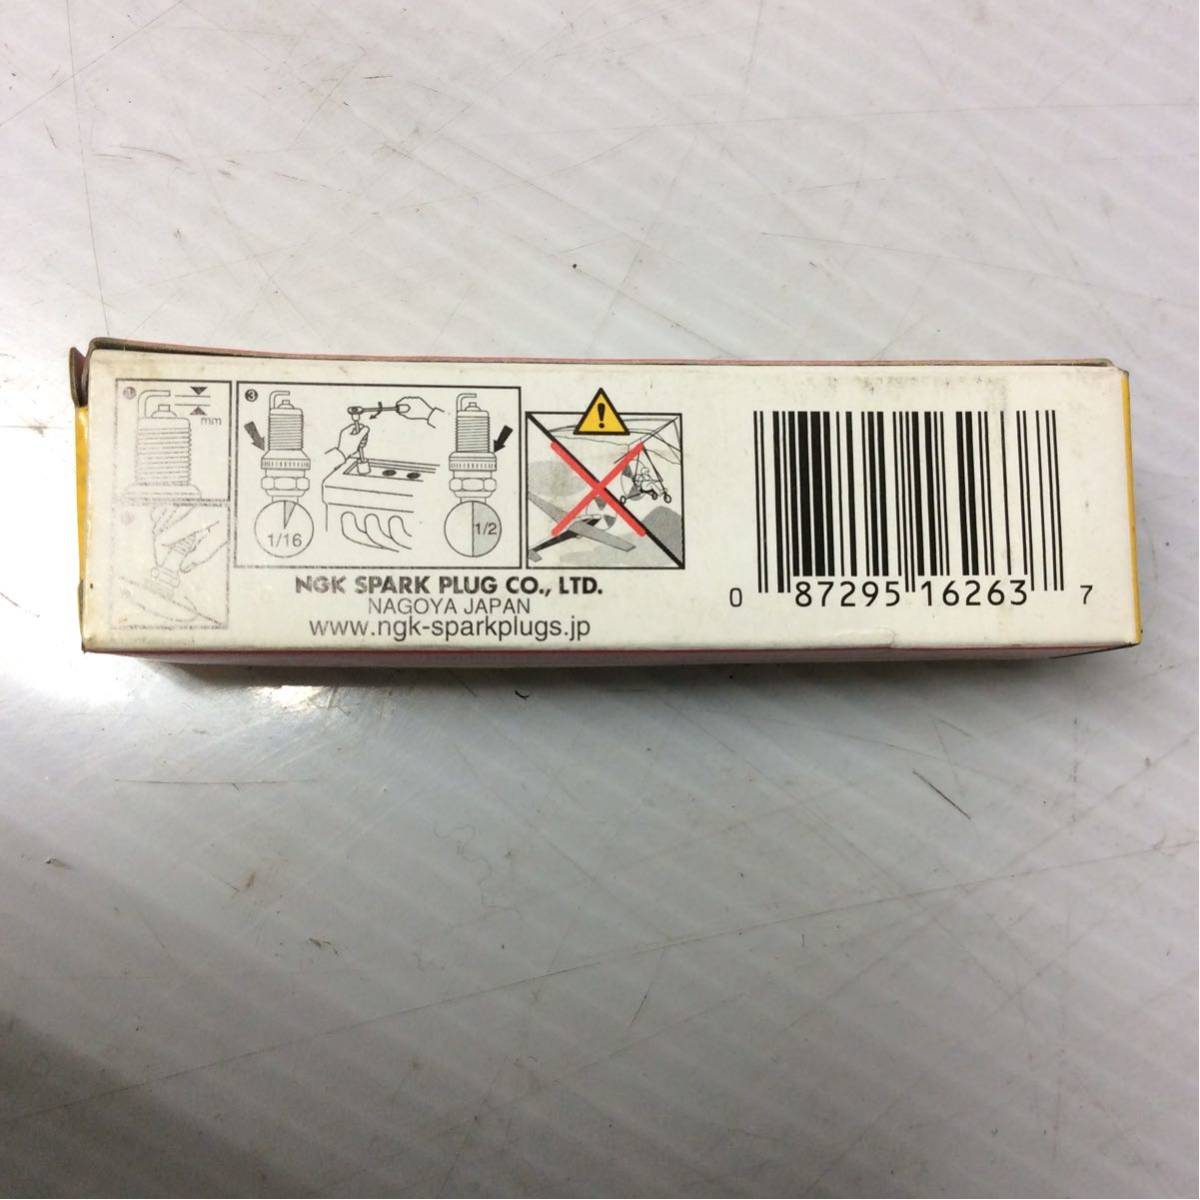 mm
3
1/16
1/2
NGK SPARK PLUG CO., LTD.
NAGOYA JAPAN
www.ngk-sparkplugs.jp
0 87295 16263 7